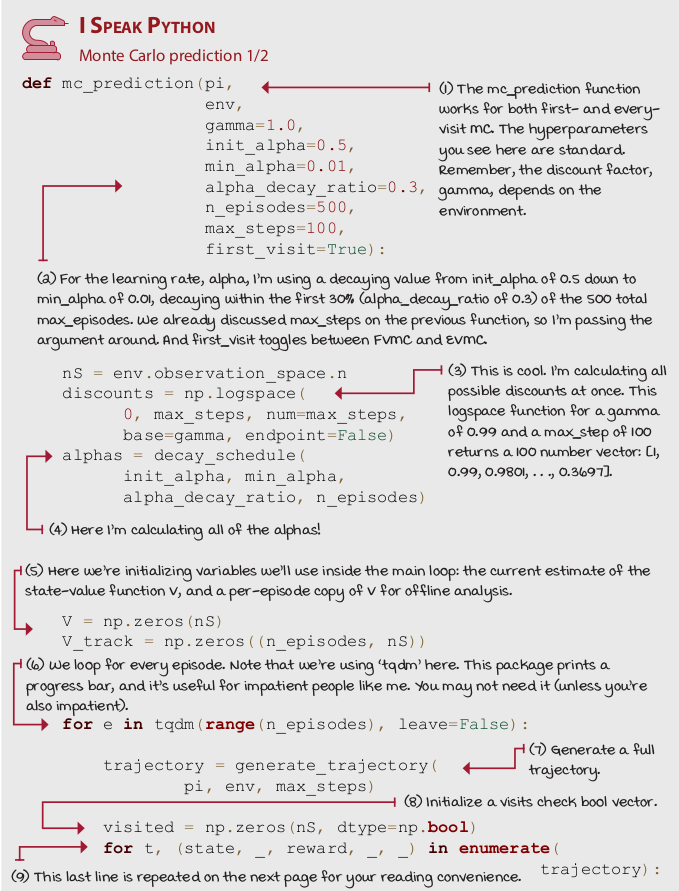 I SPEAK PYTHON
Monte Carlo prediction 1/2
def mc_prediction(pi,
env,
gamma=1.0,
init_alpha=0.5,
min_alpha=0.01,
alpha_decay_ratio=0.3,
n_episodes=500,
max_steps=100,
first_visit=True):
(1) The mc_prediction function
works for both first- and every-
visit MC. The hyperparameters
you see here are standard.
Remember, the discount factor,
gamma, depends on the
environment.
(2) For the learning rate, alpha, I'm using a decaying value from init_alpha of 0.5 down to
min_alpha of 0.01, decaying within the first 30% (alpha_decay_ratio of 0.3) of the 500 total
max_episodes. We already discussed max_steps on the previous function, so I'm passing the
argument around. And first_visit toggles between FVMC and EVMC.
nS = env.observation_space.n
discounts = np.logspace(
0, max_steps, num=max_steps,
base=gamma, endpoint=False)
(3) This is cool. I'm calculating all
possible discounts at once. This
logspace function for a gamma
of 0.99 and a max_step of 100
returns a 100 number vector: [1,
0.99, 0.9801, . . ., 0.3697].
alphas = decay_schedule(
init_alpha, min_alpha,
alpha_decay_ratio, n_episodes)
(4) Here I'm calculating all of the alphas!
(5) Here we're initializing variables we'll use inside the main loop: the current estimate of the
state-value function V, and a per-episode copy of V for offline analysis.
V = np.zeros(nS)
V_track = np.zeros((n_episodes, nS))
(6) We loop for every episode. Note that we're using 'tqdm' here. This package prints a
progress bar, and it's useful for impatient people like me. You may not need it (unless you're
also impatient).
for e in tqdm(range(n_episodes), leave=False):
(7) Generate a full
trajectory.
trajectory = generate_trajectory(
pi, env, max_steps)
(8) Initialize a visits check bool vector.
visited = np.zeros(nS, dtype=np.bool)
for t, (state, _, reward, _, _) in enumerate(
trajectory):
(9) This last line is repeated on the next page for your reading convenience.